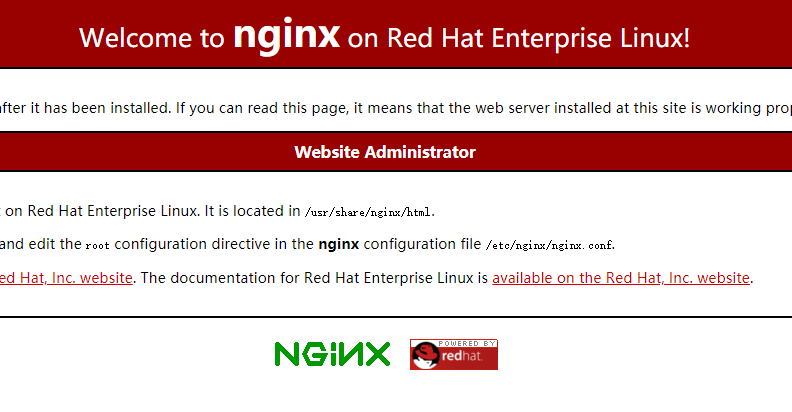 Welcome to nginx on Red Hat Enterprise Linux!
after it has been installed. If you can read this page, it means that the web server installed at this site is working
Website Administrator
on Red Hat Enterprise Linux. It is located in /usr/share/nginx/html.
and edit the root configuration directive in the nginx configuration file /etc/nginx/nginx.conf.
Hat, Inc. website. The documentation for Red Hat Enterprise Linux is available on the Red Hat, Inc. website.
NGINX
POWERED BY
redhat.